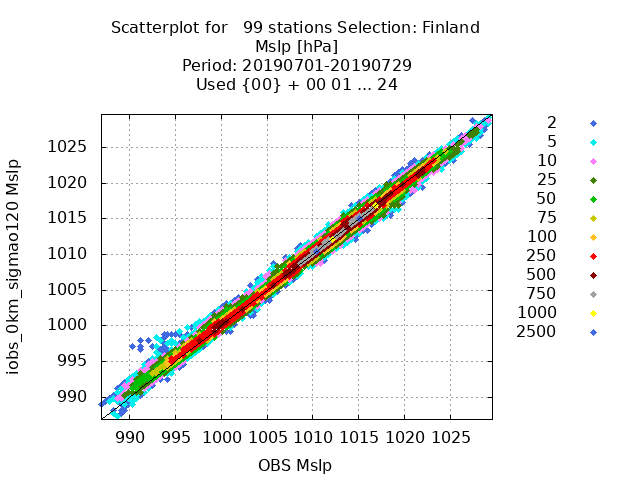 Scatterplot for   99 stations Selection: Finland
Mslp [hPa]
Period: 20190701-20190729
Used {00} + 00 01 ... 24
iobs_0km_sigmao120 Mslp
1025
1020
1015
1010
1005
1000
995
990
990 995 1000 1005 1010 1015 1020 1025
OBS Mslp
2
5
10
25
50
75
100
250
500
750
1000
2500